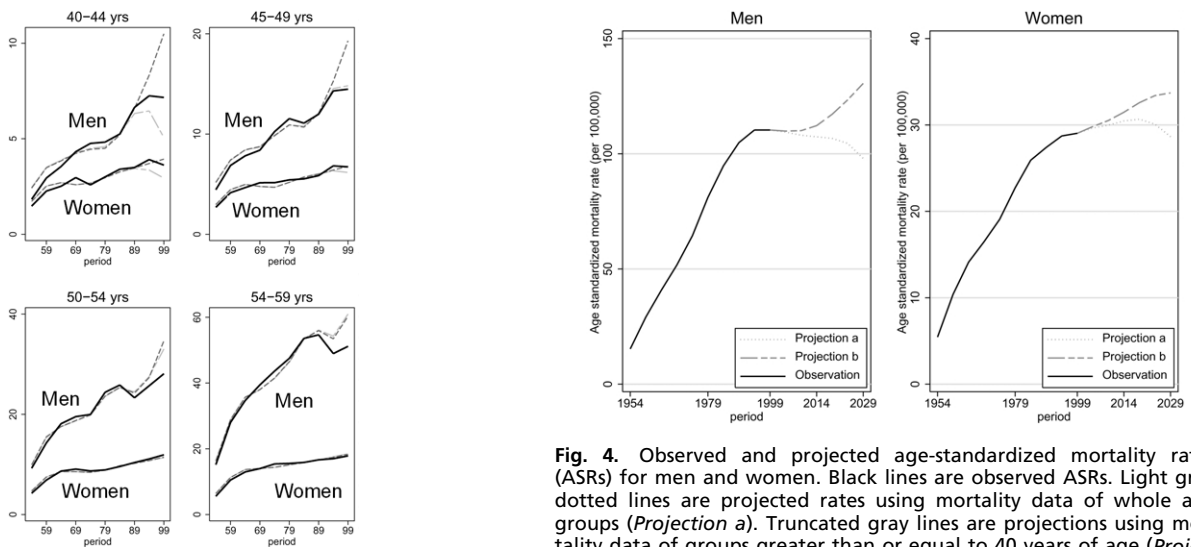 40−44 yrs
45−49 yrs
10
5
0
Men
Women
59 69 79 89 99
period
20
10
0
Men
Women
59 69 79 89 99
period
50−54 yrs
54−59 yrs
40
20
0
Men
Women
59 69 79 89 99
period
60
40
20
0
Men
Women
59 69 79 89 99
period
Men
Age standardized mortality rate (per 100,000)
150
100
50
0
Projection a
Projection b
Observation
1954 1979 1999 2014 2029
period
Women
Age standardized mortality rate (per 100,000)
40
30
20
10
0
Projection a
Projection b
Observation
1954 1979 1999 2014 2029
period
Fig. 4. Observed and projected age-standardized mortality rat
(ASRs) for men and women. Black lines are observed ASRs. Light gr
dotted lines are projected rates using mortality data of whole a
groups (Projection a). Truncated gray lines are projections using mo
tality data of groups greater than or equal to 40 years of age (Proj